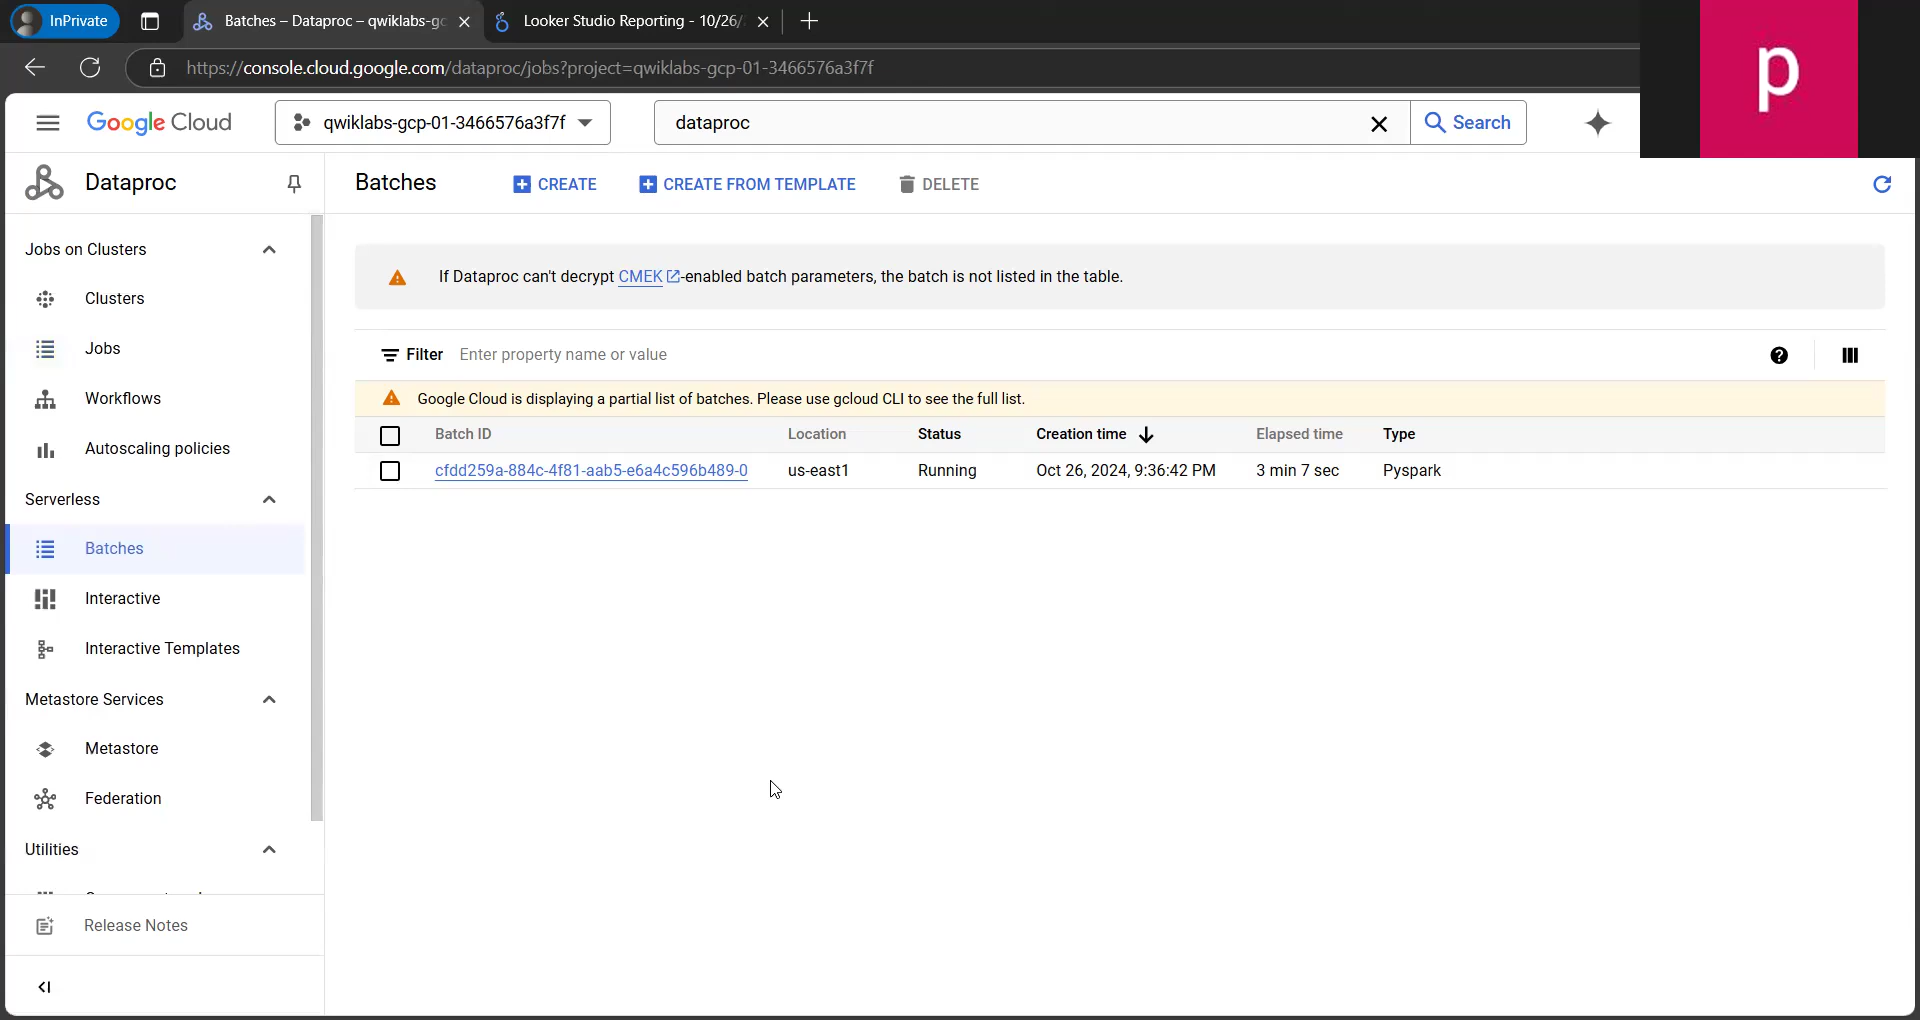 InPrivate
Batches – Dataproc – qwiklabs-gc
Looker Studio Reporting - 10/26/
https://console.cloud.google.com/dataproc/jobs?project=qwiklabs-gcp-01-3466576a3f7f
p
Google Cloud
qwiklabs-gcp-01-3466576a3f7f
dataproc
Search
Dataproc
Batches
CREATE
CREATE FROM TEMPLATE
DELETE
Jobs on Clusters
Clusters
Jobs
Workflows
Autoscaling policies
Serverless
Batches
Interactive
Interactive Templates
Metastore Services
Metastore
Federation
Utilities
Release Notes
If Dataproc can't decrypt CMEK-enabled batch parameters, the batch is not listed in the table.
Filter Enter property name or value
Google Cloud is displaying a partial list of batches. Please use gcloud CLI to see the full list.
Batch ID Location Status Creation time Elapsed time Type
cfdd259a-884c-4f81-aab5-e6a4c596b489-0 us-east1 Running Oct 26, 2024, 9:36:42 PM 3 min 7 sec Pyspark